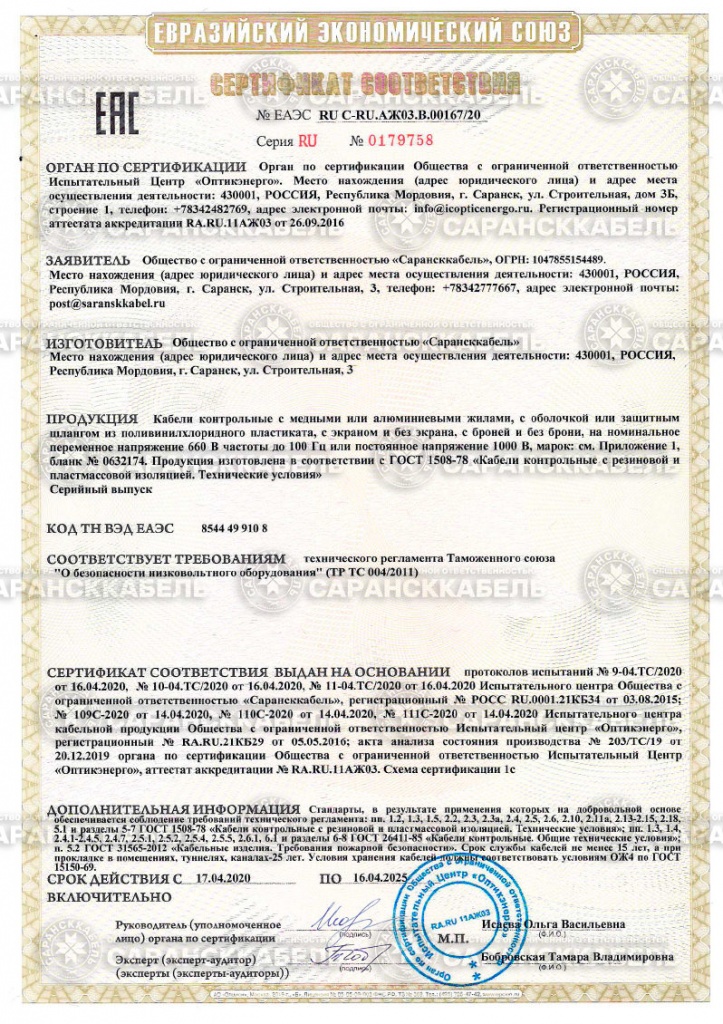 ЕВРАЗИЙСКИЙ ЭКОНОМИЧЕСКИЙ СОЮЗ
СЕРТИФИКАТ СООТВЕТСТВИЯ
ЕАС
№ ЕАЭС RU С-RU.АЖ03.В.00167/20
Серия RU № 0179758
ОРГАН ПО СЕРТИФИКАЦИИ Орган по сертификации Общества с ограниченной ответственностью
Испытательный Центр «Оптикэнерго». Место нахождения (адрес юридического лица) и адрес места
осуществления деятельности: 430001, РОССИЯ, Республика Мордовия, г. Саранск, ул. Строительная, дом 3Б,
строение 1, телефон: +78342482769, адрес электронной почты: info@icopticenergo.ru. Регистрационный номер
аттестата аккредитации RA.RU.11АЖ03 от 26.09.2016
ЗАЯВИТЕЛЬ Общество с ограниченной ответственностью «Сарансккабель», ОГРН: 1047855154489.
Место нахождения (адрес юридического лица) и адрес места осуществления деятельности: 430001, РОССИЯ,
Республика Мордовия, г. Саранск, ул. Строительная, 3, телефон: +78342777667, адрес электронной почты:
post@saranskkabel.ru
ИЗГОТОВИТЕЛЬ Общество с ограниченной ответственностью «Сарансккабель»
Место нахождения (адрес юридического лица) и адрес места осуществления деятельности: 430001, РОССИЯ,
Республика Мордовия, г. Саранск, ул. Строительная, 3
ПРОДУКЦИЯ Кабели контрольные с медными или алюминиевыми жилами, с оболочкой или защитным
шлангом из поливинилхлоридного пластиката, с экраном и без экрана, с броней и без брони, на номинальное
переменное напряжение 660 В частоты до 100 Гц или постоянное напряжение 1000 В, марок: см. Приложение 1,
бланк № 0632174. Продукция изготовлена в соответствии с ГОСТ 1508-78 «Кабели контрольные с резиновой и
пластмассовой изоляцией. Технические условия»
Серийный выпуск
КОД ТН ВЭД ЕАЭС 8544 49 910 8
СООТВЕТСТВУЕТ ТРЕБОВАНИЯМ технического регламента Таможенного союза
"О безопасности низковольтного оборудования" (ТР ТС 004/2011)
СЕРТИФИКАТ СООТВЕТСТВИЯ ВЫДАН НА ОСНОВАНИИ протоколов испытаний № 9-04.ТС/2020
от 16.04.2020, № 10-04.ТС/2020 от 16.04.2020, № 11-04.ТС/2020 от 16.04.2020 Испытательного центра Общества с
ограниченной ответственностью «Сарансккабель», регистрационный № РОСС RU.0001.21КБ34 от 03.08.2015;
№ 109С-2020 от 14.04.2020, № 110С-2020 от 14.04.2020, № 111С-2020 от 14.04.2020 Испытательного центра
кабельной продукции Общества с ограниченной ответственностью Испытательный центр «Оптикэнерго»,
регистрационный № RA.RU.21КБ29 от 05.05.2016; акта анализа состояния производства № 203/ТС/19 от
20.12.2019 органа по сертификации Общества с ограниченной ответственностью Испытательный Центр
«Оптикэнерго», аттестат аккредитации № RA.RU.11АЖ03. Схема сертификации 1с
ДОПОЛНИТЕЛЬНАЯ ИНФОРМАЦИЯ Стандарты, в результате применения которых на добровольной основе
обеспечивается соблюдение требований технического регламента: пп. 1.2, 1.3, 1.5, 2.2, 2.3, 2.3а, 2.4, 2.5, 2.6, 2.10, 2.11а, 2.13-2.15, 2.18,
5.1 и разделы 5-7 ГОСТ 1508-78 «Кабели контрольные с резиновой и пластмассовой изоляцией. Технические условия»; пп. 1.3, 1.4,
2.4.1-2.4.5, 2.4.7, 2.5.1, 2.5.2, 2.5.4, 2.5.5, 2.6.1, 6.1 и разделы 6-8 ГОСТ 26411-85 «Кабели контрольные. Общие технические условия»;
п. 5.2 ГОСТ 31565-2012 «Кабельные изделия. Требования пожарной безопасности». Срок службы кабелей не менее 15 лет, а при
прокладке в помещениях, туннелях, каналах-25 лет. Условия хранения кабелей должны соответствовать условиям ОЖ4 по ГОСТ
15150-69.
СРОК ДЕЙСТВИЯ С 17.04.2020 ПО 16.04.2025
ВКЛЮЧИТЕЛЬНО
Руководитель (уполномоченное
лицо) органа по сертификации (подпись) Исаева Ольга Васильевна (Ф.И.О.)
М.П.
Эксперт (эксперт-аудитор)
(эксперты (эксперты-аудиторы)) (подпись) Бобровская Тамара Владимировна (Ф.И.О.)
Орган по сертификации Общества с ограниченной ответственностью
Испытательный Центр «Оптикэнерго»
RA.RU 11АЖ03
ОБЩЕСТВО С ОГРАНИЧЕННОЙ ОТВЕТСТВЕННОСТЬЮ
САРАНСККАБЕЛЬ